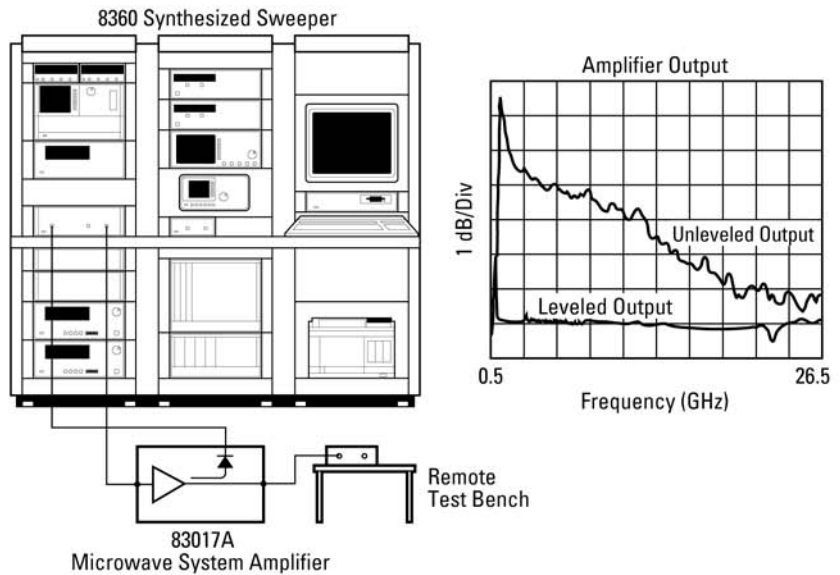 8360 Synthesized Sweeper
Amplifier Output
1 dB/Div
Unleveled Output
Leveled Output
0.5
26.5
Frequency (GHz)
Remote
Test Bench
83017A
Microwave System Amplifier